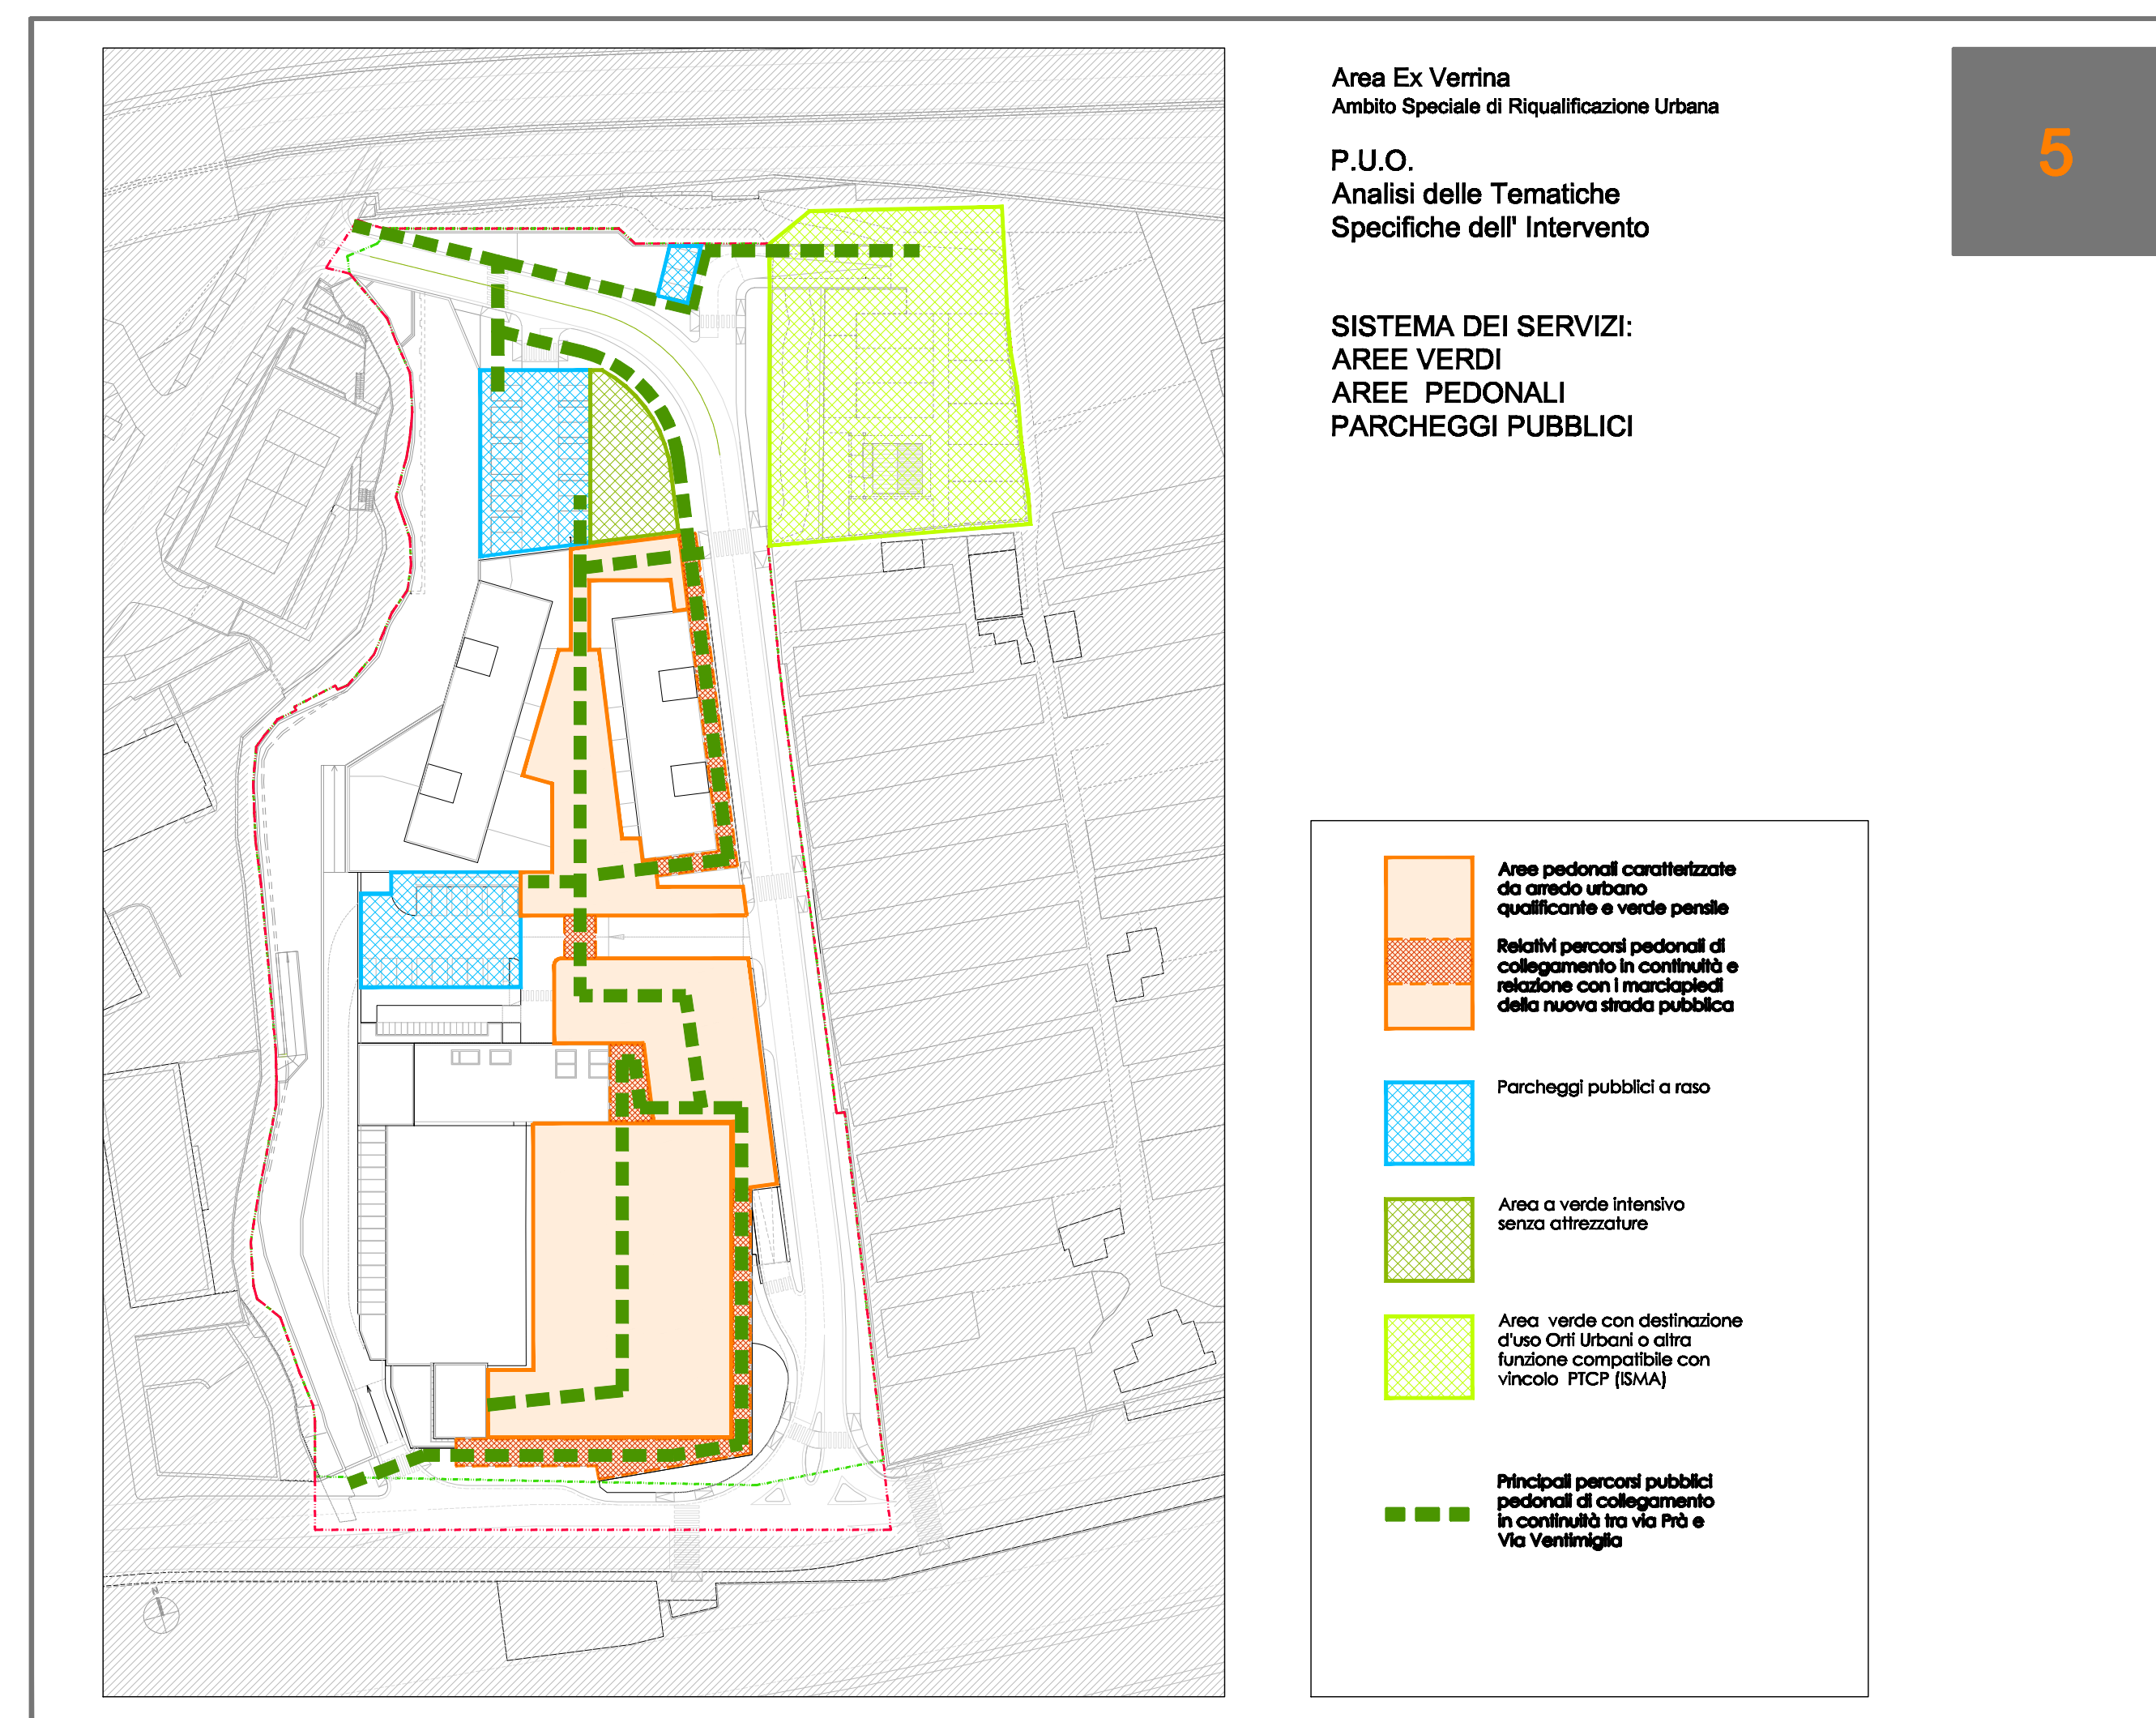 Area Ex Verrina
Ambito Speciale di Riqualificazione Urbana
P.U.O.
Analisi delle Tematiche
Specifiche dell' Intervento
SISTEMA DEI SERVIZI:
AREE VERDI
AREE PEDONALI
PARCHEGGI PUBBLICI
5
Aree pedonali caratterizzate
da arredo urbano
qualificante e verde pensile
Relativi percorsi pedonali di
collegamento in continuità e
relazione con i marciapiedi
della nuova strada pubblica
Parcheggi pubblici a raso
Area a verde intensivo
senza attrezzature
Area verde con destinazione
d'uso Orti Urbani o altra
funzione compatibile con
vincolo PTCP (ISMA)
Principali percorsi pubblici
pedonali di collegamento
in continuità tra via Prà e
Via Ventimiglia
N